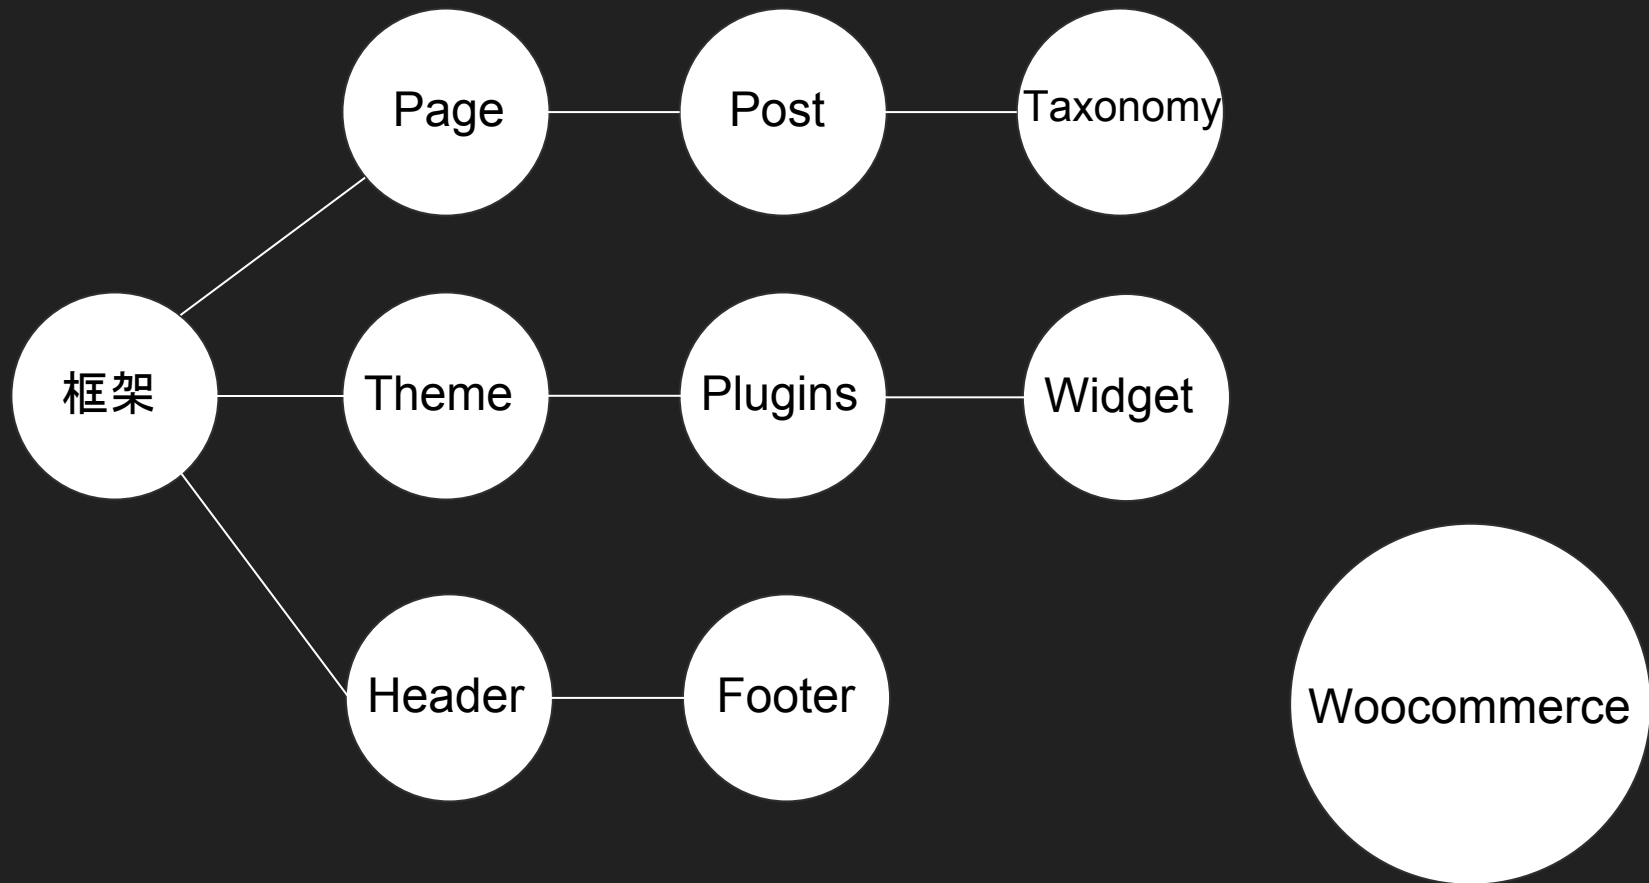 Page
Post
Taxonomy
框架
Theme
Plugins
Widget
Header
Footer
Woocommerce